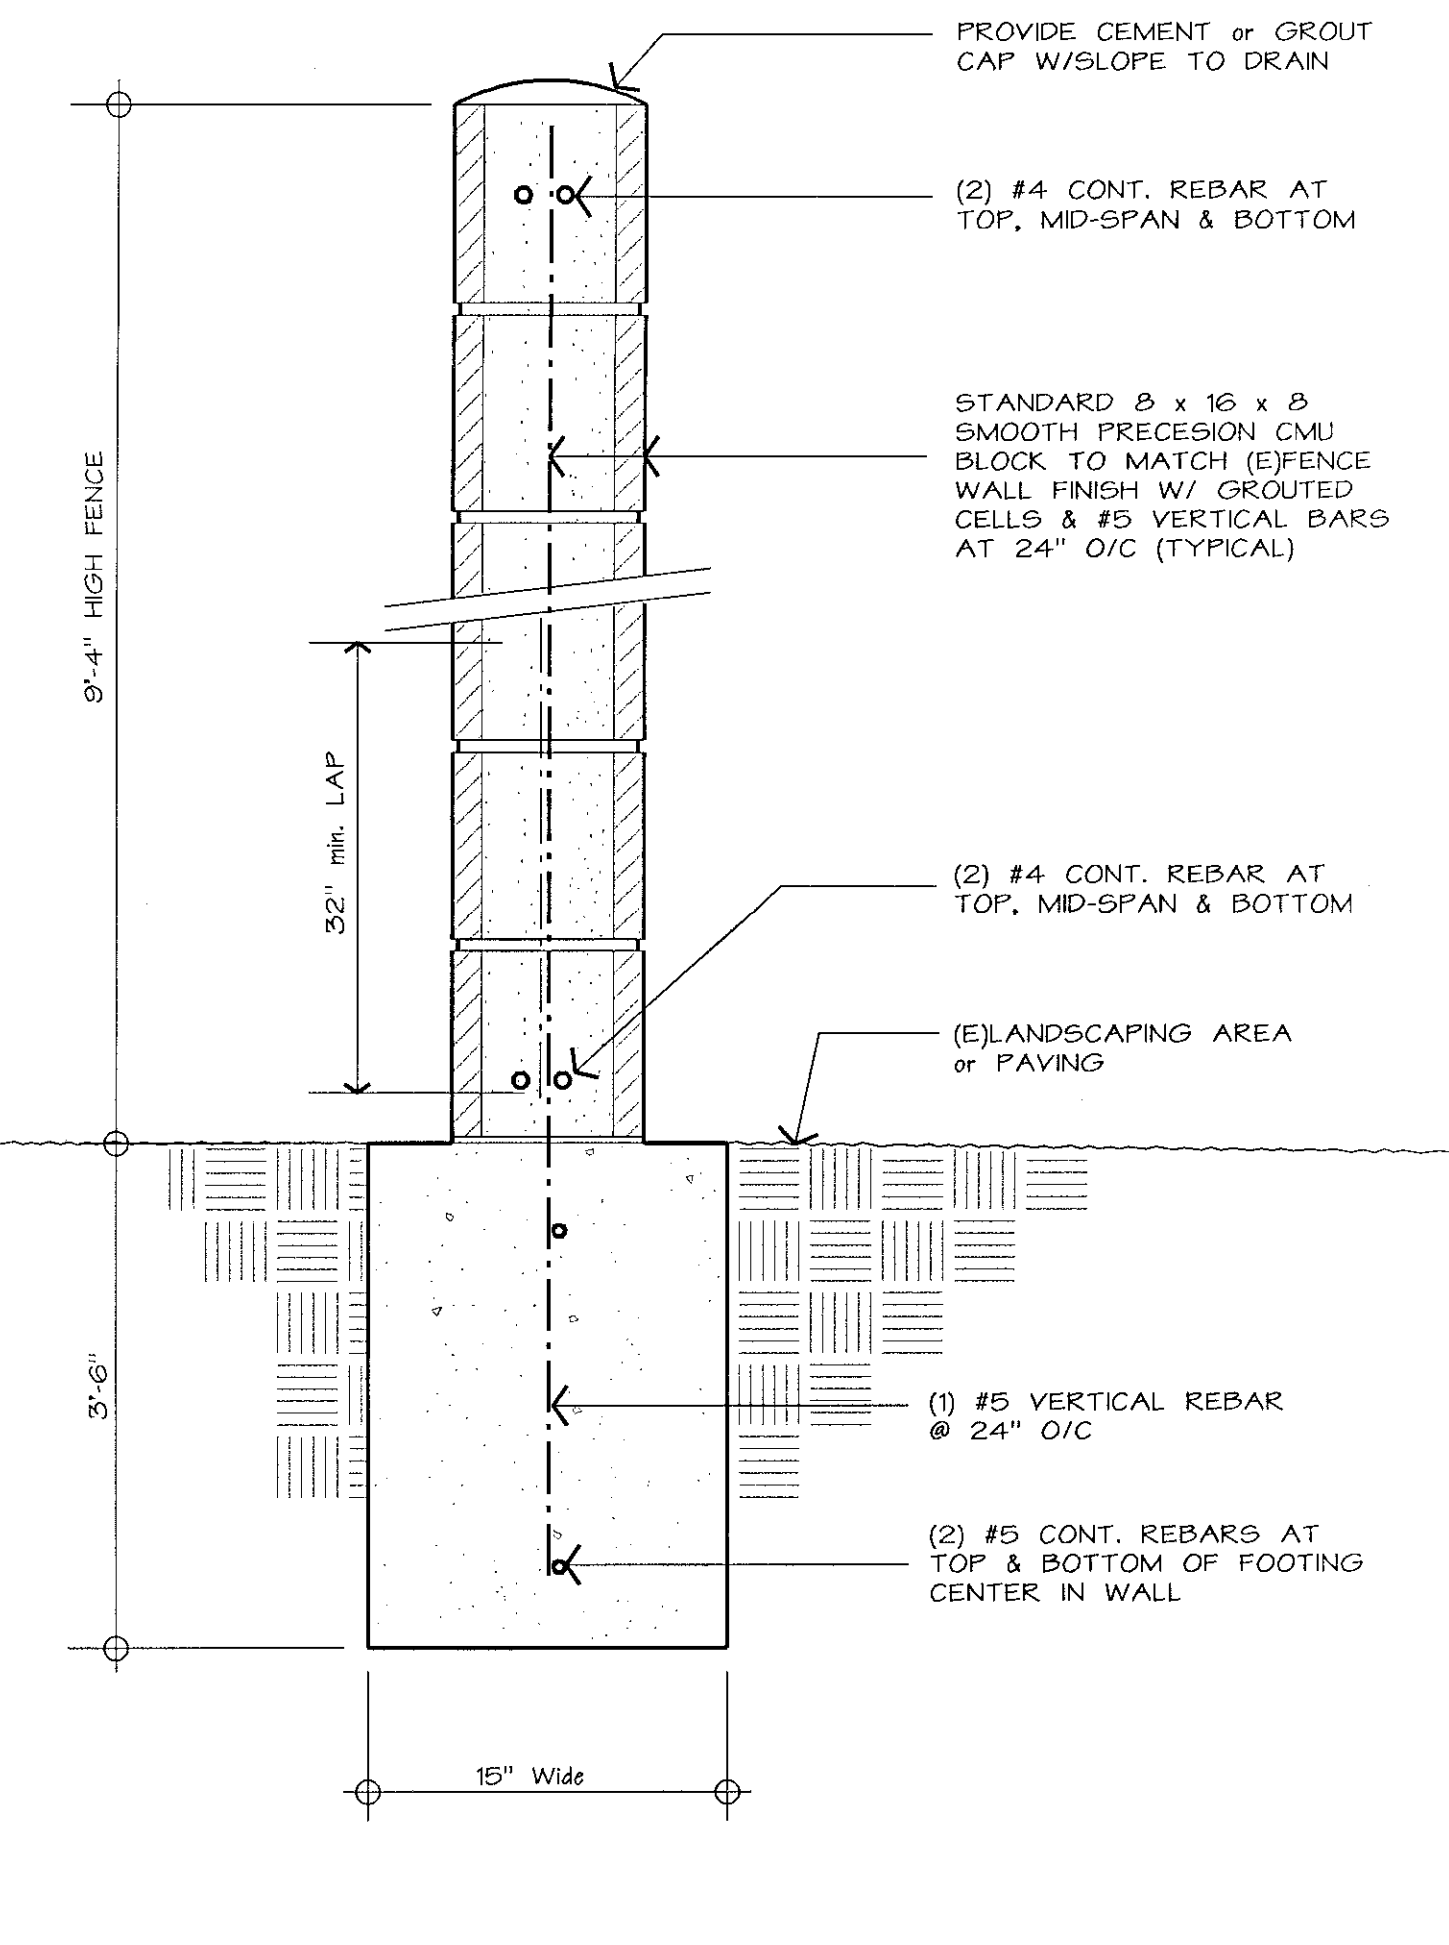 PROVIDE CEMENT or GROUT
CAP W/SLOPE TO DRAIN
(2) #4 CONT. REBAR AT
TOP, MID-SPAN & BOTTOM
STANDARD 8 x 16 x 8
SMOOTH PRECESION CMU
BLOCK TO MATCH (E)FENCE
WALL FINISH W/ GROUTED
CELLS & #5 VERTICAL BARS
AT 24" O/C (TYPICAL)
9'-4" HIGH FENCE
32" min. LAP
(2) #4 CONT. REBAR AT
TOP, MID-SPAN & BOTTOM
(E)LANDSCAPING AREA
or PAVING
3'-6"
(1) #5 VERTICAL REBAR
@ 24" O/C
(2) #5 CONT. REBARS AT
TOP & BOTTOM OF FOOTING
CENTER IN WALL
15" Wide